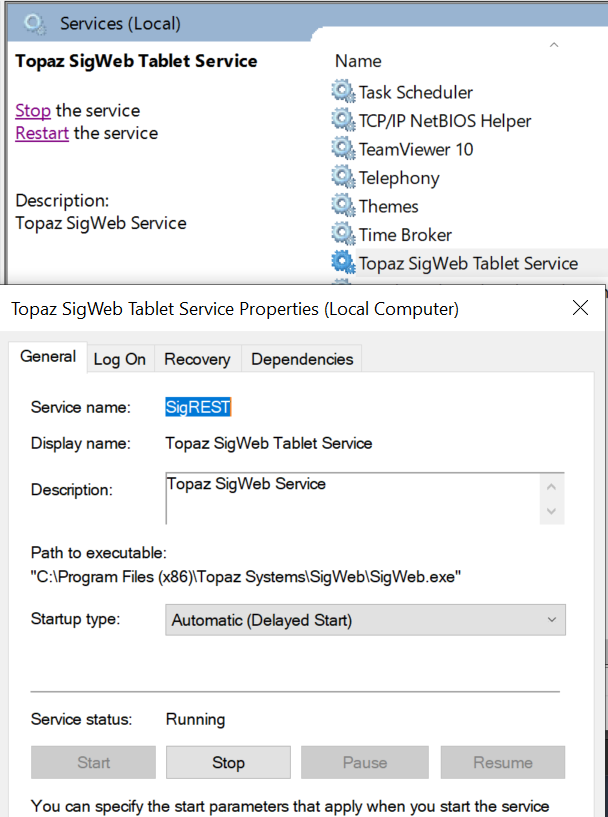 Services (Local)
Topaz SigWeb Tablet Service
Stop the service
Restart the service
Description:
Topaz SigWeb Service
Name
Task Scheduler
TCP/IP NetBIOS Helper
TeamViewer 10
Telephony
Themes
Time Broker
Topaz SigWeb Tablet Service
Topaz SigWeb Tablet Service Properties (Local Computer)
General
Log On
Recovery
Dependencies
Service name:
SigREST
Display name:
Topaz SigWeb Tablet Service
Description:
Topaz SigWeb Service
Path to executable:
"C:\Program Files (x86)\Topaz Systems\SigWeb\SigWeb.exe"
Startup type:
Automatic (Delayed Start)
Service status:
Running
Start
Stop
Pause
Resume
You can specify the start parameters that apply when you start the service